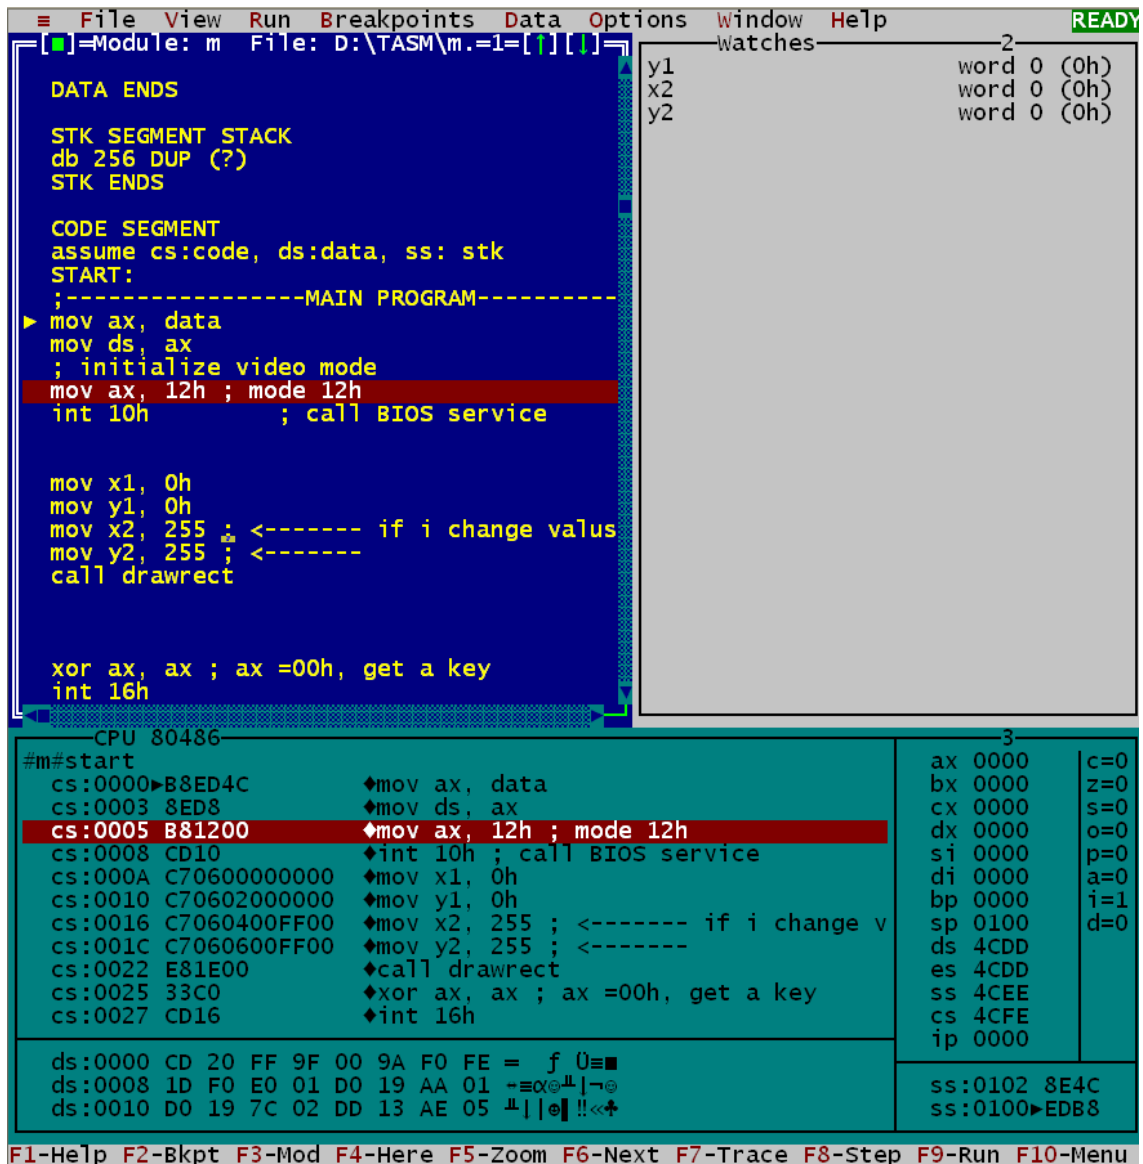 ≡ File View Run Breakpoints Data Options Window Help READY
[■]=Module: m File: D:\TASM\m.=1=[↑][↓]
DATA ENDS
STK SEGMENT STACK
db 256 DUP (?)
STK ENDS
CODE SEGMENT
assume cs:code, ds:data, ss: stk
START:
;-----------------MAIN PROGRAM----------
► mov ax, data
mov ds, ax
; initialize video mode
mov ax, 12h ; mode 12h
int 10h ; call BIOS service
mov x1, 0h
mov y1, 0h
mov x2, 255 ; <------- if i change valus
mov y2, 255 ; <-------
call drawrect
xor ax, ax ; ax =00h, get a key
int 16h
Watches 2
y1 word 0 (0h)
x2 word 0 (0h)
y2 word 0 (0h)
CPU 80486 3
#m#start
cs:0000►B8ED4C ♦mov ax, data
cs:0003 8ED8 ♦mov ds, ax
cs:0005 B81200 ♦mov ax, 12h ; mode 12h
cs:0008 CD10 ♦int 10h ; call BIOS service
cs:000A C70600000000 ♦mov x1, 0h
cs:0010 C70602000000 ♦mov y1, 0h
cs:0016 C7060400FF00 ♦mov x2, 255 ; <------- if i change v
cs:001C C7060600FF00 ♦mov y2, 255 ; <-------
cs:0022 E81E00 ♦call drawrect
cs:0025 33C0 ♦xor ax, ax ; ax =00h, get a key
cs:0027 CD16 ♦int 16h
ax 0000 c=0
bx 0000 z=0
cx 0000 s=0
dx 0000 o=0
si 0000 p=0
di 0000 a=0
bp 0000 i=1
sp 0100 d=0
ds 4CDD
es 4CDD
ss 4CEE
cs 4CFE
ip 0000
ds:0000 CD 20 FF 9F 00 9A F0 FE = ƒ Ü≡■
ds:0008 1D F0 E0 01 D0 19 AA 01 ↔≡α☺╨↓¬☺
ds:0010 D0 19 7C 02 DD 13 AE 05 ╨↓|☻▌‼«♣
ss:0102 8E4C
ss:0100►EDB8
F1-Help F2-Bkpt F3-Mod F4-Here F5-Zoom F6-Next F7-Trace F8-Step F9-Run F10-Menu